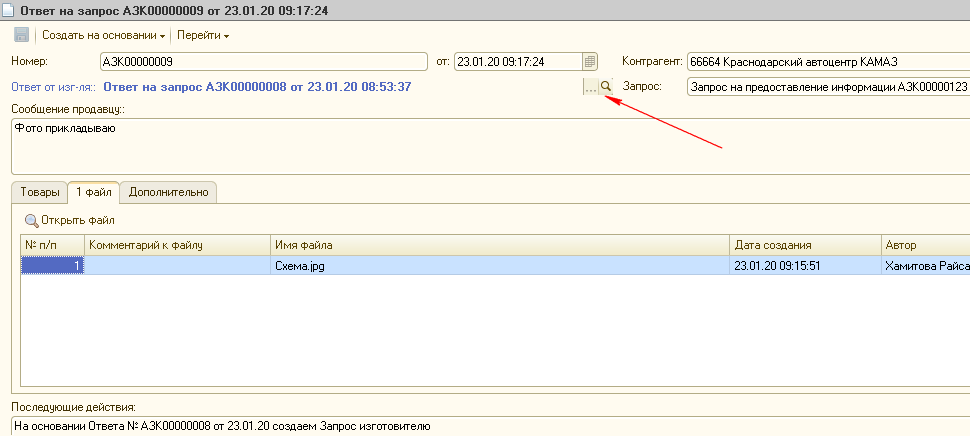 Ответ на запрос АЗК00000009 от 23.01.20 09:17:24
Создать на основании Перейти
Номер: АЗК00000009 от: 23.01.20 09:17:24 Контрагент: 66664 Краснодарский автоцентр КАМАЗ
Ответ от изг-ля:: Ответ на запрос АЗК00000008 от 23.01.20 08:53:37 ... Запрос: Запрос на предоставление информации АЗК00000123
Сообщение продавцу::
Фото прикладываю
Товары 1 файл Дополнительно
Открыть файл
№ п/п Комментарий к файлу Имя файла Дата создания Автор
1 Схема.jpg 23.01.20 09:15:51 Хамитова Райса
Последующие действия:
На основании Ответа № АЗК00000008 от 23.01.20 создаем Запрос изготовителю